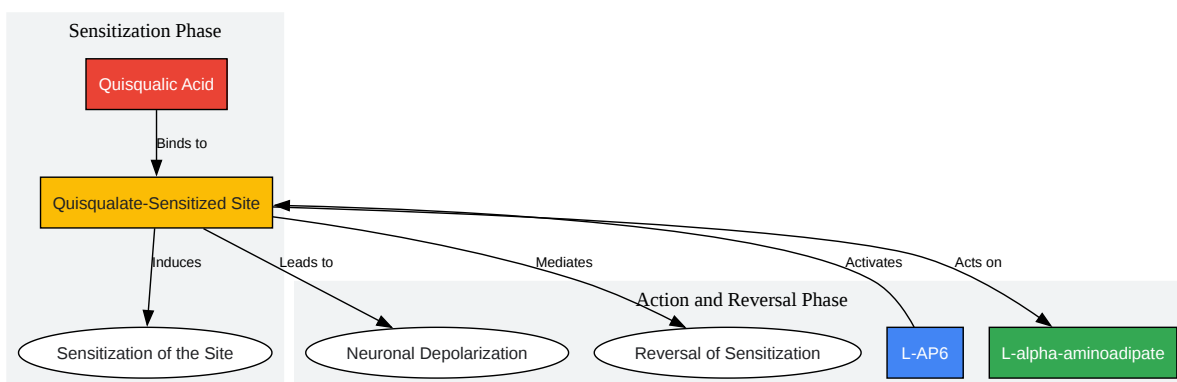 Sensitization Phase
Quisqualic Acid
Binds to
Quisqualate-Sensitized Site
Induces
Leads to
Mediates
Activates
Acts on
Action and Reversal Phase
Sensitization of the Site
Neuronal Depolarization
Reversal of Sensitization
L-AP6
L-alpha-aminoadipate